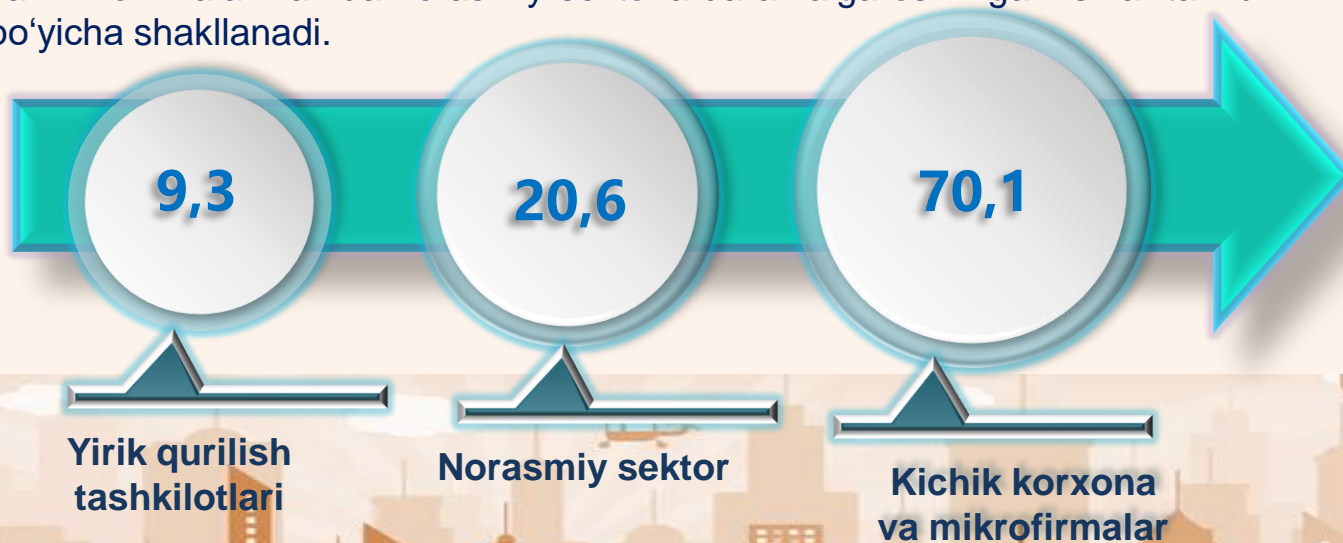 bo‘yicha shakllanadi.
9,3
20,6
70,1
Yirik qurilish
tashkilotlari
Norasmiy sektor
Kichik korxona
va mikrofirmalar